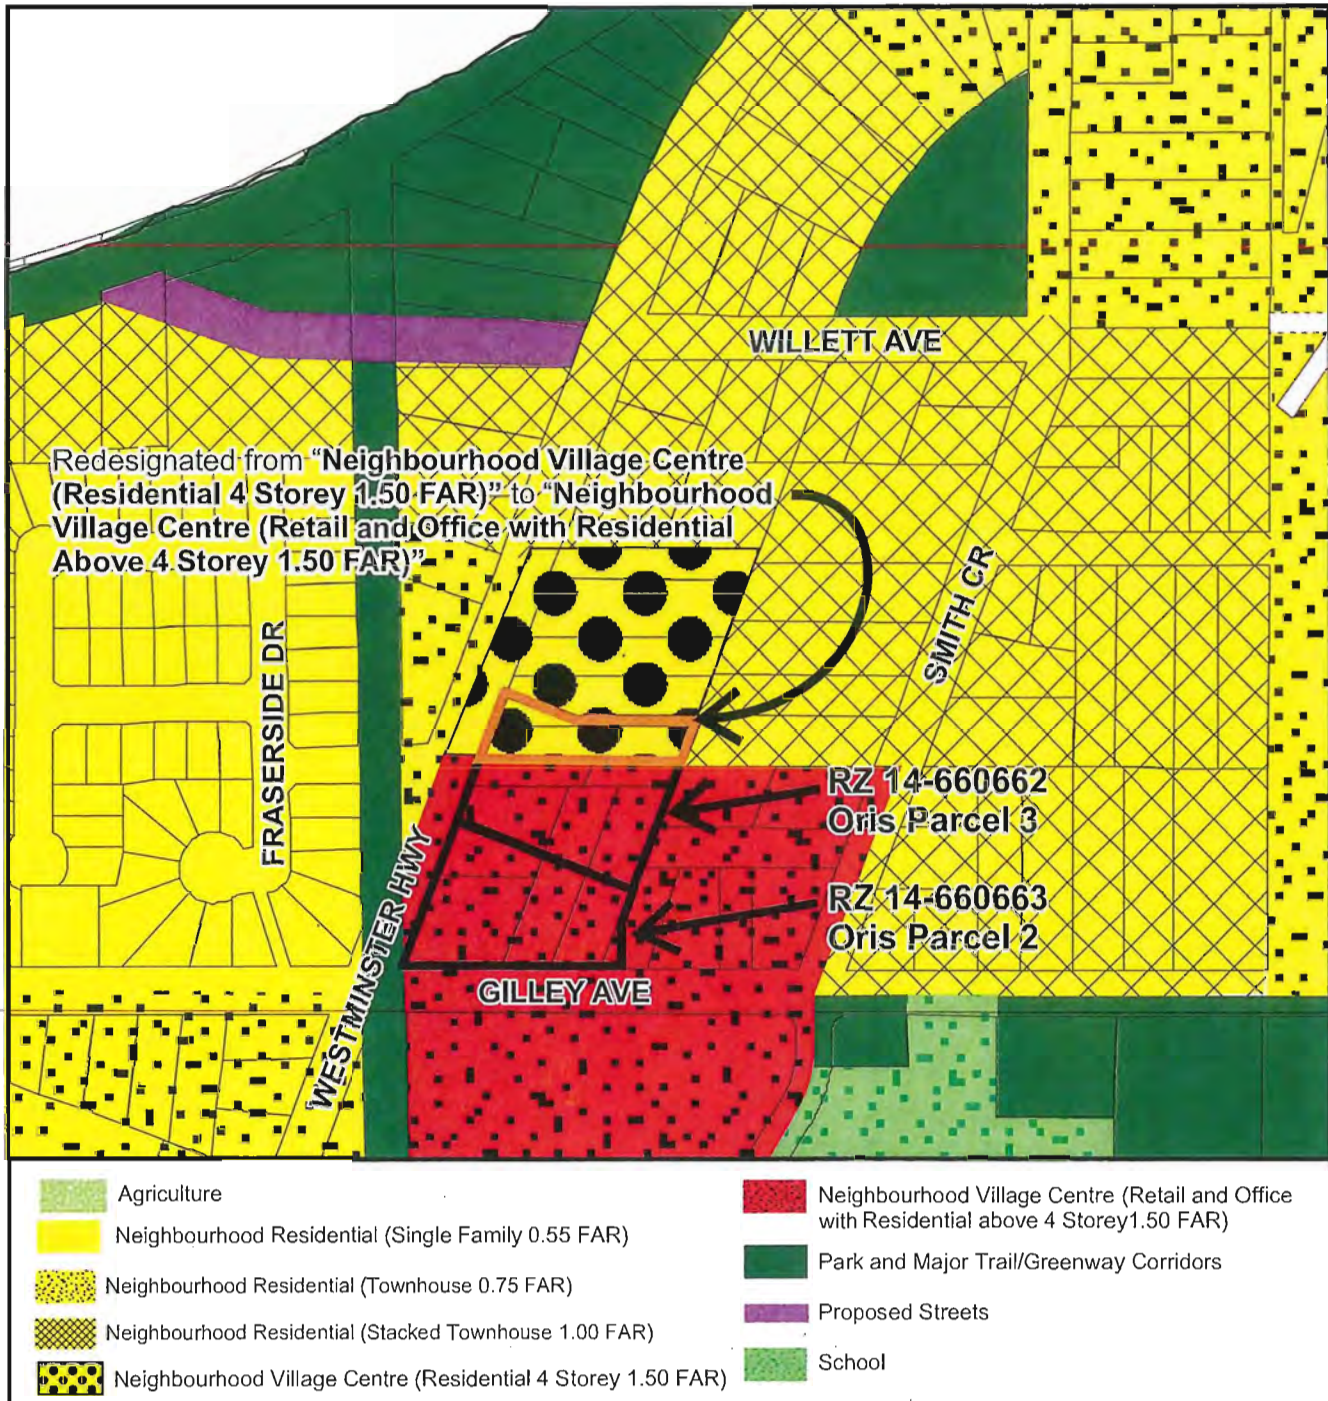 WILLETT AVE
Redesignated from “Neighbourhood Village Centre
(Residential 4 Storey 1.50 FAR)” to “Neighbourhood
Village Centre (Retail and Office with Residential
Above 4 Storey 1.50 FAR)”
SMITH CR
FRASERSIDE DR
RZ 14-660662
Oris Parcel 3
WESTMINSTER HWY
RZ 14-660663
Oris Parcel 2
GILLEY AVE
Agriculture
Neighbourhood Residential (Single Family 0.55 FAR)
Neighbourhood Residential (Townhouse 0.75 FAR)
Neighbourhood Residential (Stacked Townhouse 1.00 FAR)
Neighbourhood Village Centre (Residential 4 Storey 1.50 FAR)
Neighbourhood Village Centre (Retail and Office
with Residential above 4 Storey1.50 FAR)
Park and Major Trail/Greenway Corridors
Proposed Streets
School